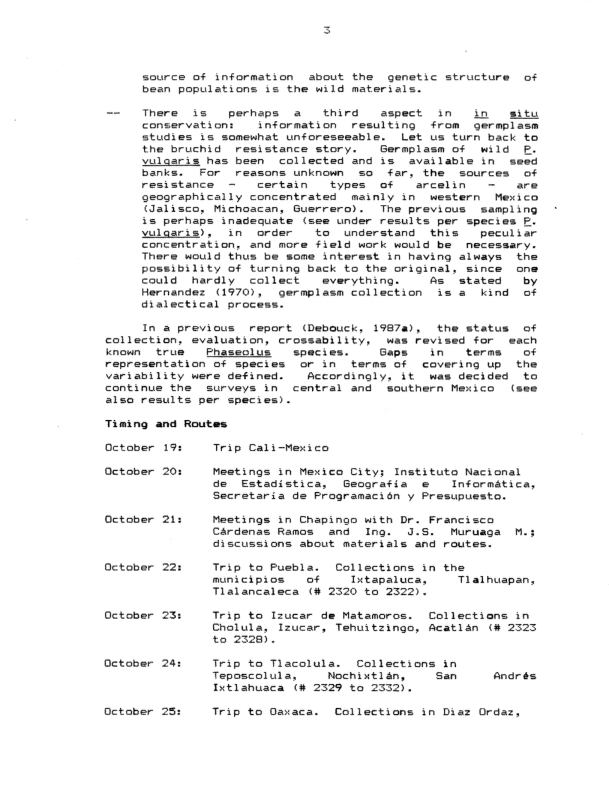 3
source of information about the genetic structure of
bean populations is the wild materials.
-- There is perhaps a third aspect in in situ
conservation: information resulting from germplasm
studies is somewhat unforeseeable. Let us turn back to
the bruchid resistance story. Germplasm of wild P.
vulgaris has been collected and is available in seed
banks. For reasons unknown so far, the sources of
resistance - certain types of arcelin - are
geographically concentrated mainly in western Mexico
(Jalisco, Michoacan, Guerrero). The previous sampling
is perhaps inadequate (see under results per species P.
vulgaris), in order to understand this peculiar
concentration, and more field work would be necessary.
There would thus be some interest in having always the
possibility of turning back to the original, since one
could hardly collect everything. As stated by
Hernandez (1970), germplasm collection is a kind of
dialectical process.
In a previous report (Debouck, 1987a), the status of
collection, evaluation, crossability, was revised for each
known true Phaseolus species. Gaps in terms of
representation of species or in terms of covering up the
variability were defined. Accordingly, it was decided to
continue the surveys in central and southern Mexico (see
also results per species).
Timing and Routes
October 19: Trip Cali-Mexico
October 20: Meetings in Mexico City; Instituto Nacional
de Estadística, Geografía e Informática,
Secretaría de Programación y Presupuesto.
October 21: Meetings in Chapingo with Dr. Francisco
Cárdenas Ramos and Ing. J.S. Muruaga M.;
discussions about materials and routes.
October 22: Trip to Puebla. Collections in the
municipios of Ixtapaluca, Tlalhuapan,
Tlalancaleca (# 2320 to 2322).
October 23: Trip to Izucar de Matamoros. Collections in
Cholula, Izucar, Tehuitzingo, Acatlán (# 2323
to 2328).
October 24: Trip to Tlacolula. Collections in
Teposcolula, Nochixtlán, San Andrés
Ixtlahuaca (# 2329 to 2332).
October 25: Trip to Oaxaca. Collections in Diaz Ordaz,